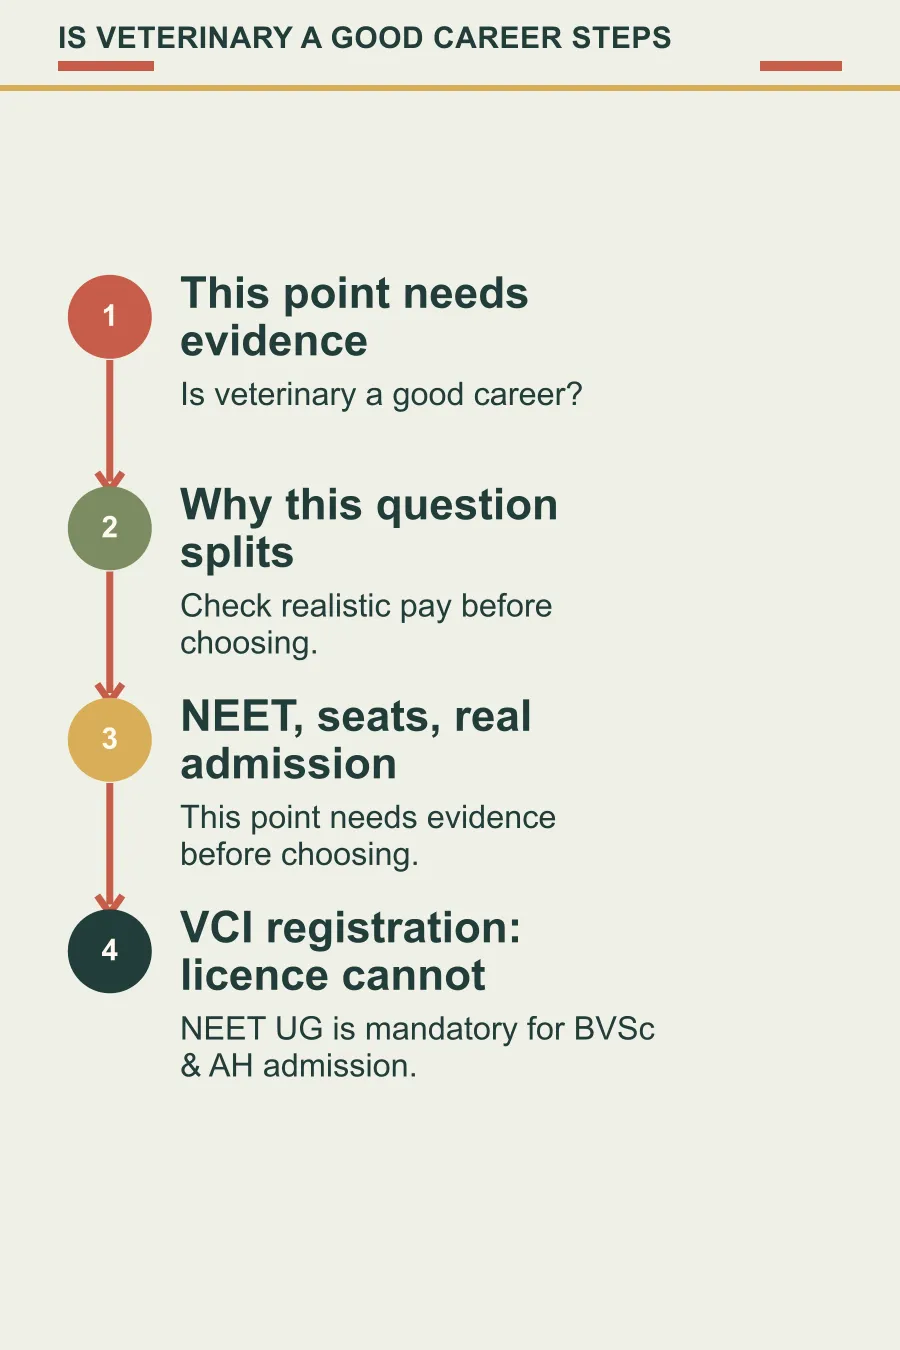 IS VETERINARY A GOOD CAREER STEPS
1
This point needs
evidence
Is veterinary a good career?
2
Why this question
splits
Check realistic pay before
choosing.
3
NEET, seats, real
admission
This point needs evidence
before choosing.
4
VCI registration:
licence cannot
NEET UG is mandatory for BVSc
& AH admission.